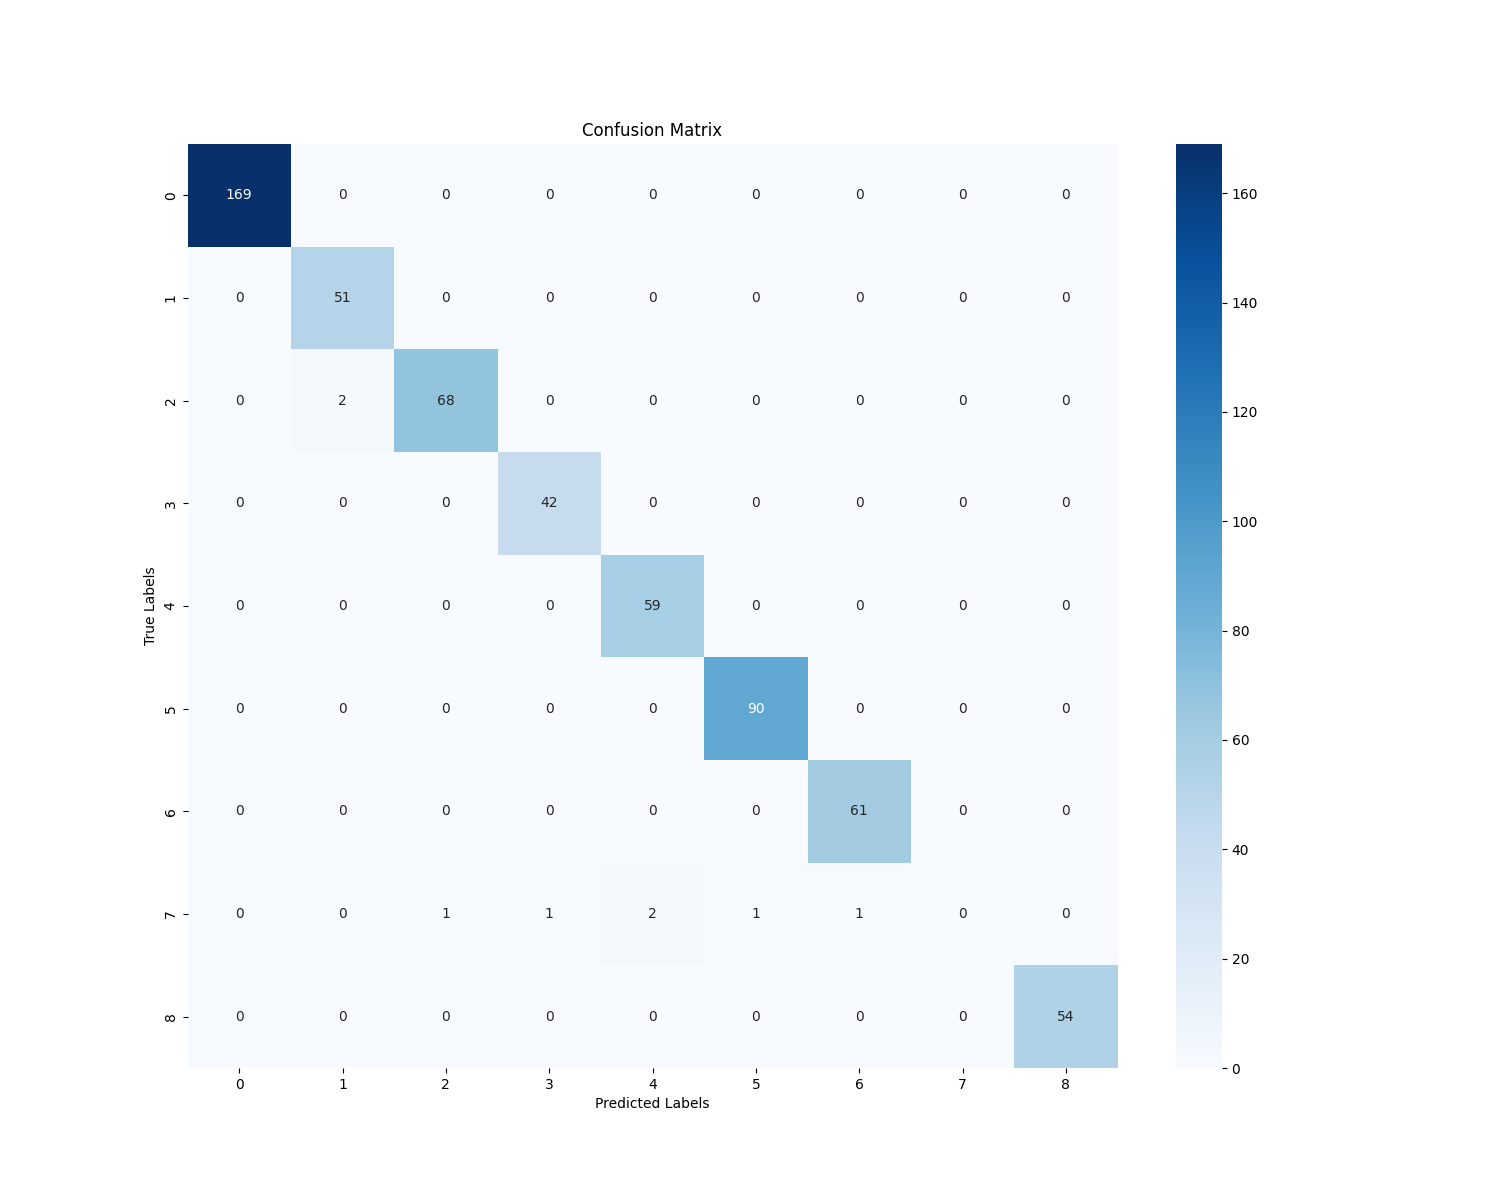 Confusion Matrix
0 169 0 0 0 0 0 0 0 0
1 0 51 0 0 0 0 0 0 0
2 0 2 68 0 0 0 0 0 0
3 0 0 0 42 0 0 0 0 0
4 0 0 0 0 59 0 0 0 0
5 0 0 0 0 0 90 0 0 0
6 0 0 0 0 0 0 61 0 0
7 0 0 1 1 2 1 1 0 0
8 0 0 0 0 0 0 0 0 54
True Labels
0 1 2 3 4 5 6 7 8
Predicted Labels
160
140
120
100
80
60
40
20
0